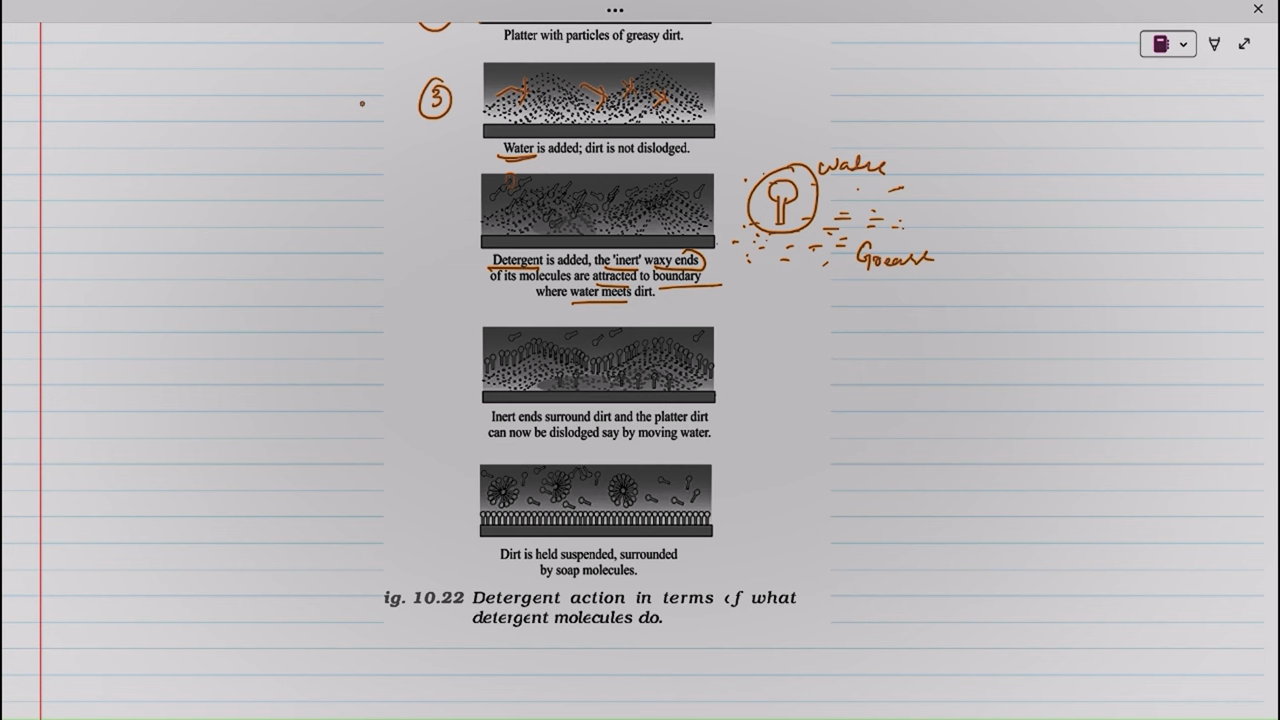 Platter with particles of greasy dirt.
3
Water is added; dirt is not dislodged.
Water
Grease
Detergent is added, the 'inert' waxy ends
of its molecules are attracted to boundary
where water meets dirt.
Inert ends surround dirt and the platter dirt
can now be dislodged say by moving water.
Dirt is held suspended, surrounded
by soap molecules.
ig. 10.22 Detergent action in terms of what
detergent molecules do.